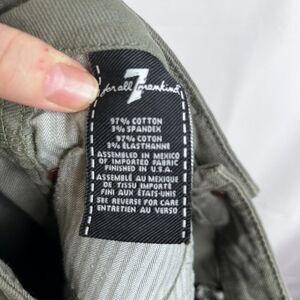 7
for all mankind
97% COTTON
3% SPANDEX
97% COTON
3% ÉLASTHANNE
ASSEMBLED IN MEXICO
OF IMPORTED FABRIC
FINISHED IN U.S.A.
ASSEMBLÉ AU MEXIQUE
DE TISSU IMPORTÉ
FINI AUX ÉTATS-UNIS
SEE REVERSE FOR CARE
ENTRETIEN AU VERSO